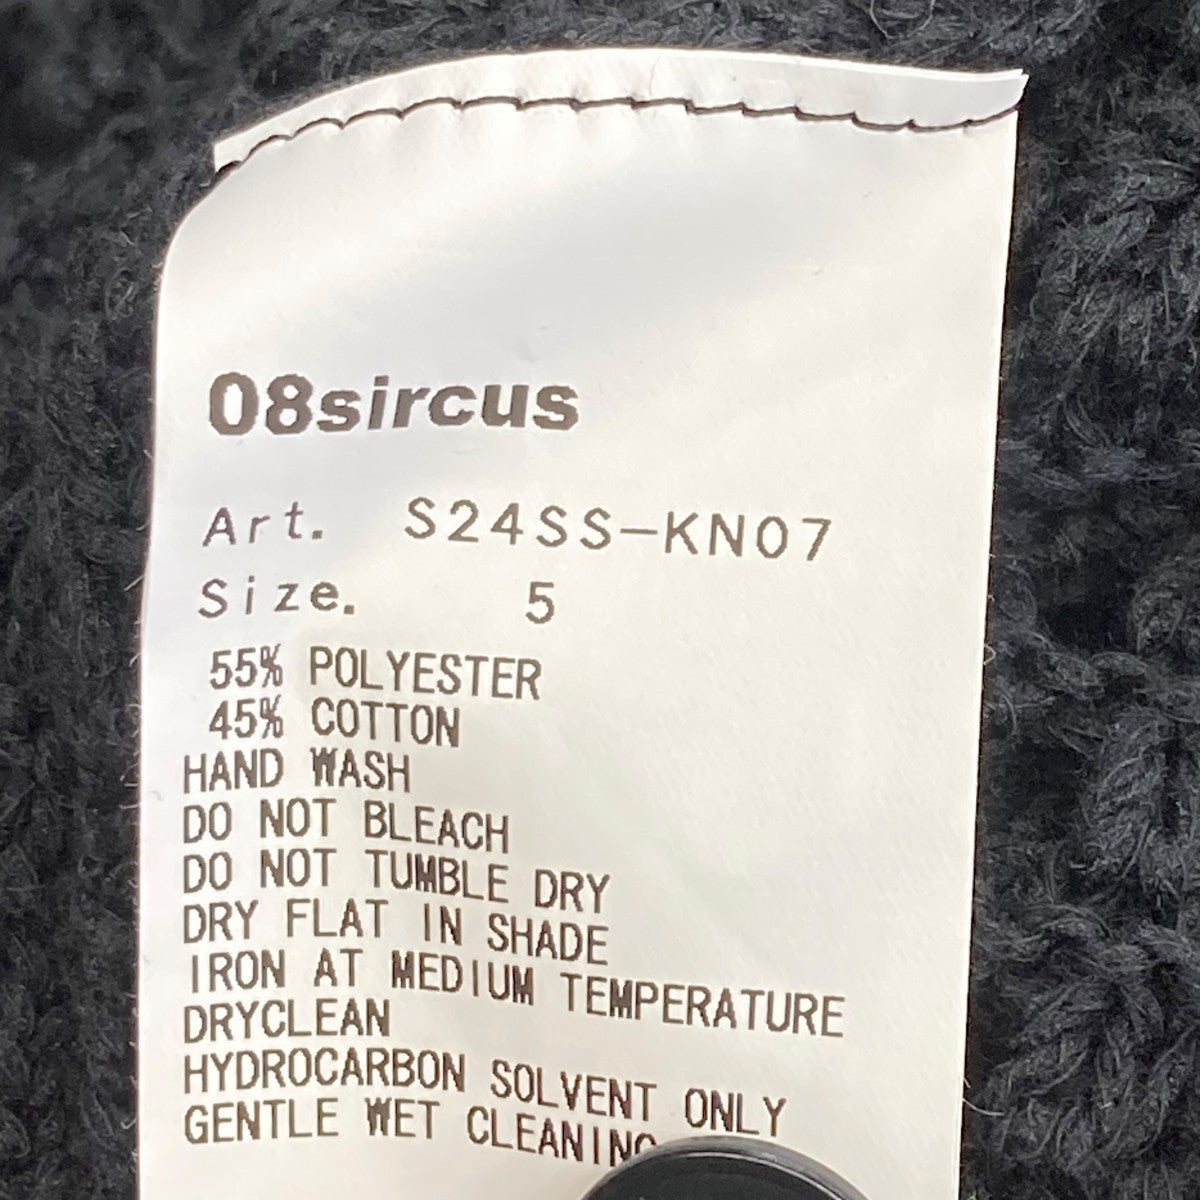 08sircus
Art. S24SS-KN07
Size. 5
55% POLYESTER
45% COTTON
HAND WASH
DO NOT BLEACH
DO NOT TUMBLE DRY
DRY FLAT IN SHADE
IRON AT MEDIUM TEMPERATURE
DRYCLEAN
HYDROCARBON SOLVENT ONLY
GENTLE WET CLEANING